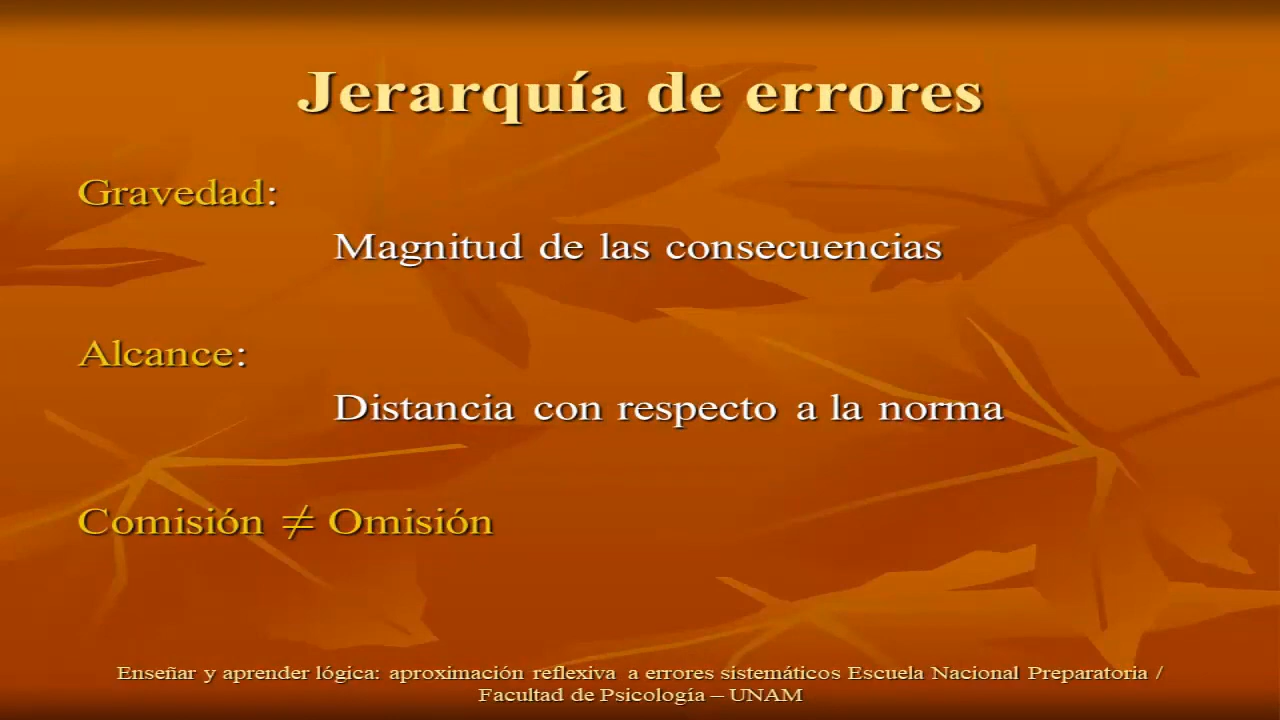 Jerarquía de errores
Gravedad:
Magnitud de las consecuencias
Alcance:
Distancia con respecto a la norma
Comisión ≠ Omisión
Enseñar y aprender lógica: aproximación reflexiva a errores sistemáticos Escuela Nacional Preparatoria /
Facultad de Psicología – UNAM